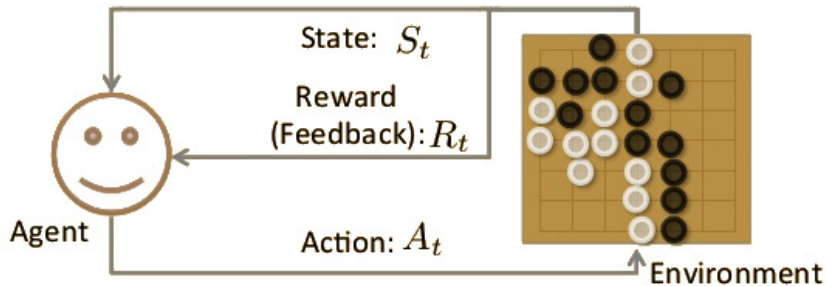 State: S_t
Reward
(Feedback): R_t
Agent
Action: A_t
Environment